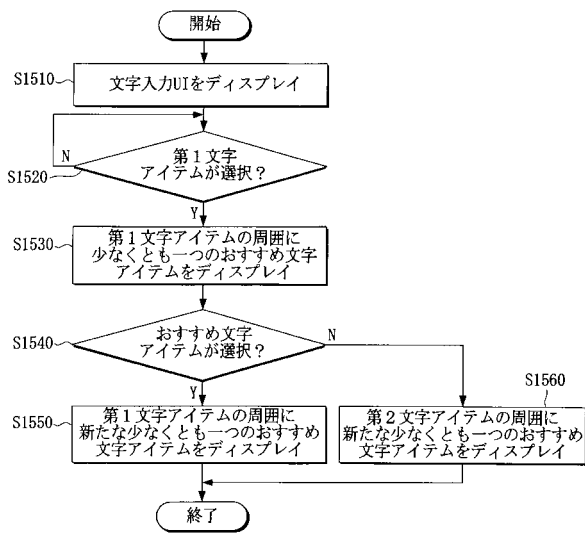 開始
S1510
文字入力UIをディスプレイ
N
第1文字
アイテムが選択?
S1520
Y
S1530
第1文字アイテムの周囲に
少なくとも一つのおすすめ文字
アイテムをディスプレイ
S1540
おすすめ文字
アイテムが選択?
N
Y
S1550
第1文字アイテムの周囲に
新たな少なくとも一つのおすすめ
文字アイテムをディスプレイ
S1560
第2文字アイテムの周囲に
新たな少なくとも一つのおすすめ
文字アイテムをディスプレイ
終了